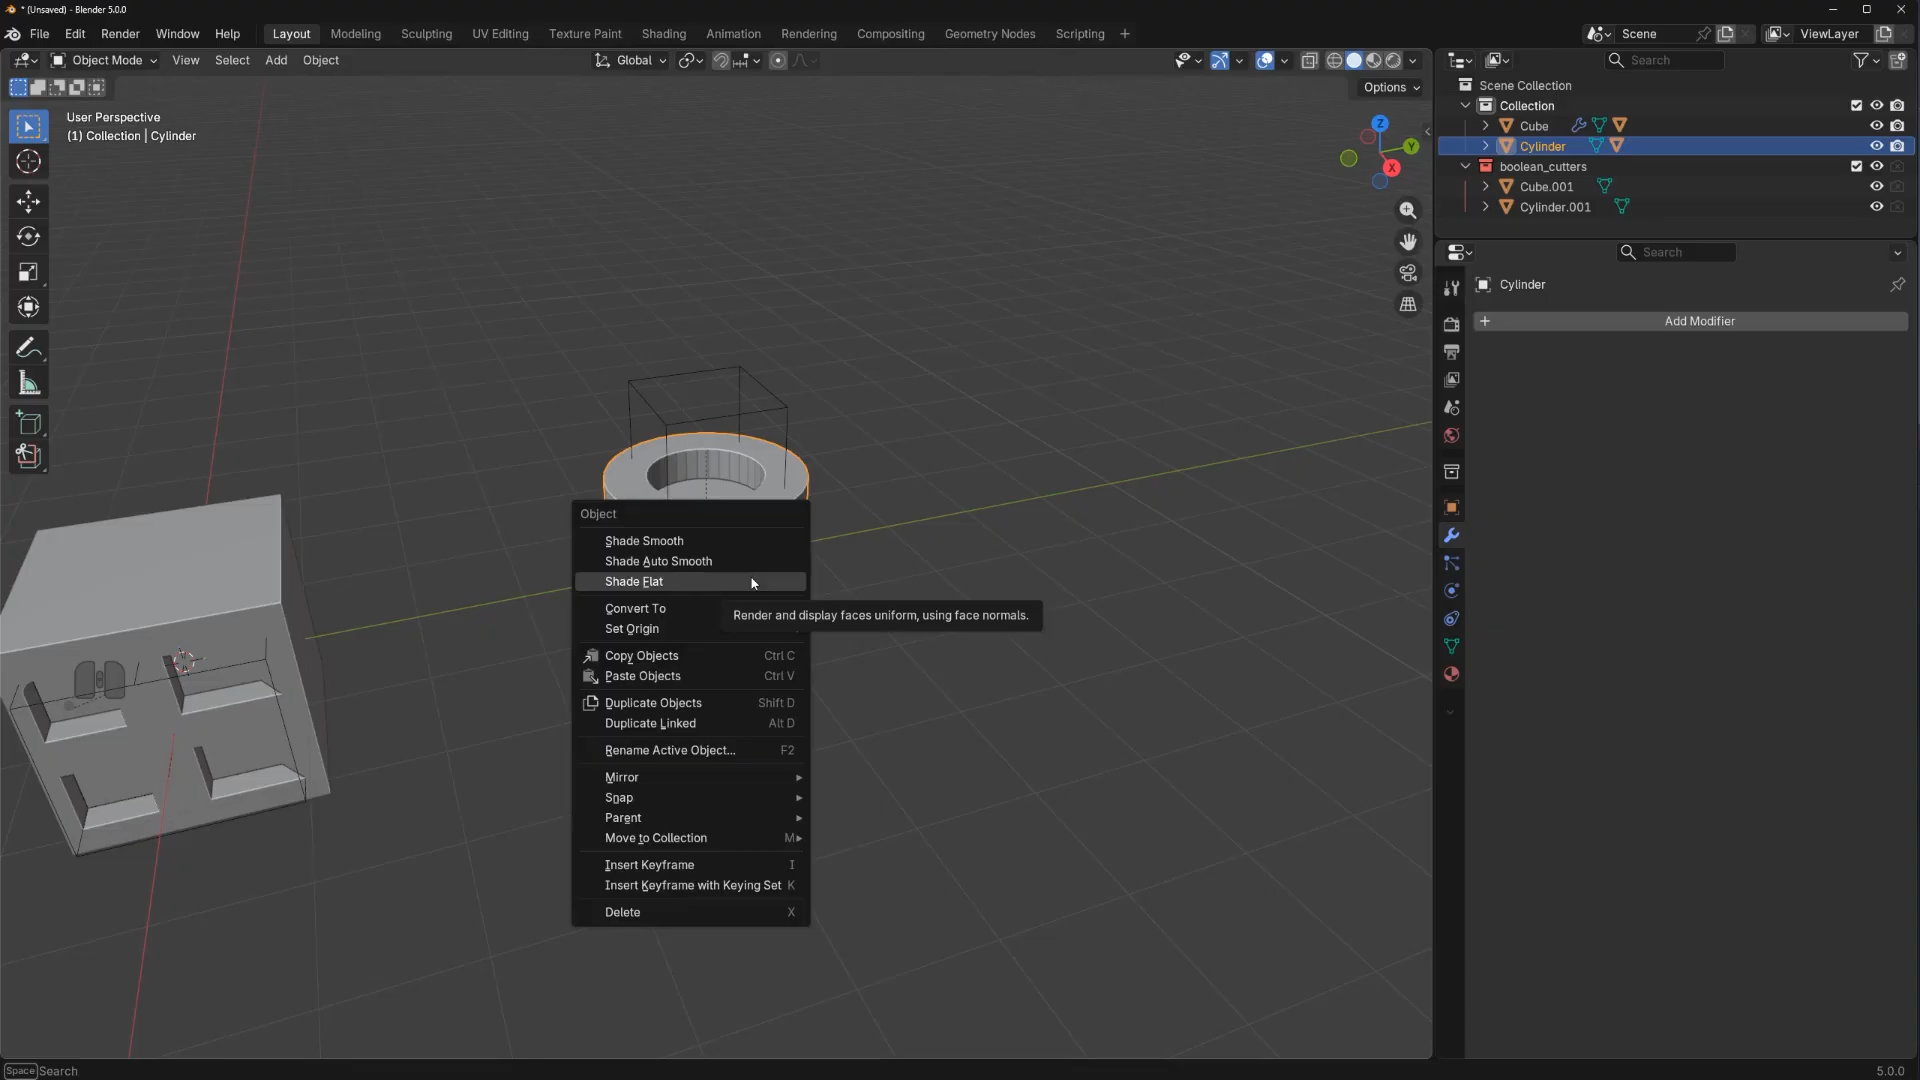 * (Unsaved) - Blender 5.0.0
File Edit Render Window Help Layout Modeling Sculpting UV Editing Texture Paint Shading Animation Rendering Compositing Geometry Nodes Scripting + Scene ViewLayer
Object Mode View Select Add Object Global Search
Options
User Perspective
(1) Collection | Cylinder
Z
Y
X
Scene Collection
Collection
Cube
Cylinder
boolean_cutters
Cube.001
Cylinder.001
Search
Cylinder
+ Add Modifier
Object
Shade Smooth
Shade Auto Smooth
Shade Flat
Render and display faces uniform, using face normals.
Convert To
Set Origin
Copy Objects Ctrl C
Paste Objects Ctrl V
Duplicate Objects Shift D
Duplicate Linked Alt D
Rename Active Object... F2
Mirror
Snap
Parent
Move to Collection M
Insert Keyframe I
Insert Keyframe with Keying Set K
Delete X
Space Search
5.0.0